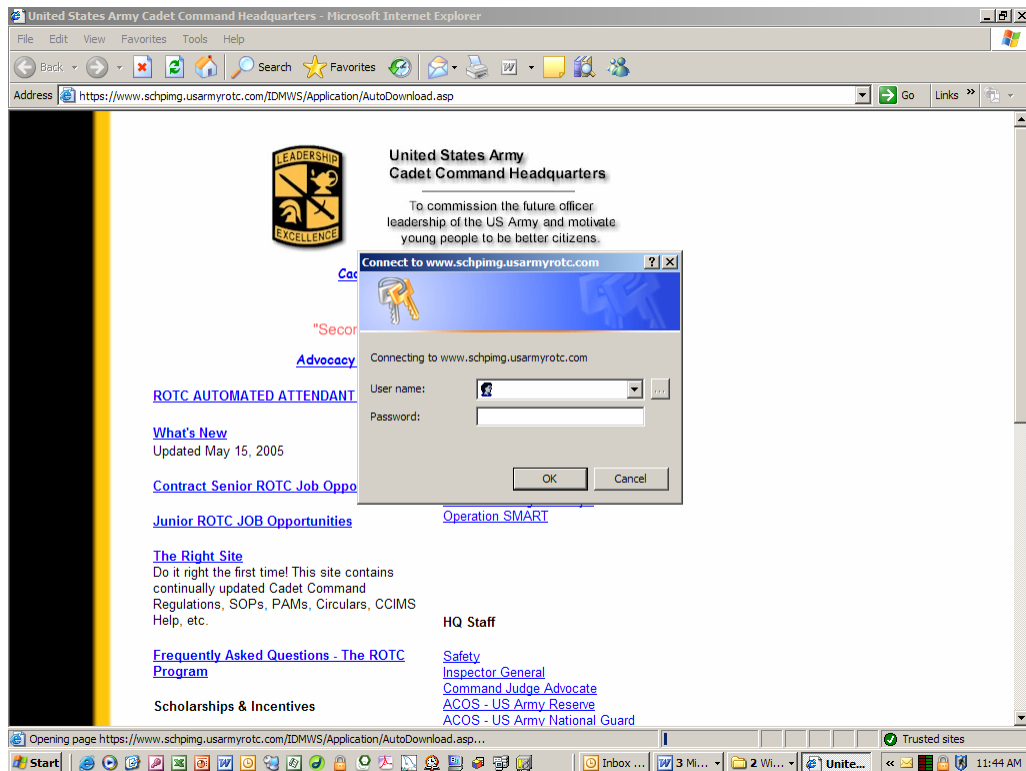 United States Army Cadet Command Headquarters - Microsoft Internet Explorer
File Edit View Favorites Tools Help
Back Search Favorites
Address https://www.schpimg.usarmyrotc.com/IDMWS/Application/AutoDownload.asp Go Links »
LEADERSHIP
EXCELLENCE
United States Army
Cadet Command Headquarters
To commission the future officer
leadership of the US Army and motivate
young people to be better citizens.
Connect to www.schpimg.usarmyrotc.com
Connecting to www.schpimg.usarmyrotc.com
User name:
Password:
OK Cancel
Advocacy
ROTC AUTOMATED ATTENDANT
What's New
Updated May 15, 2005
Contract Senior ROTC Job Oppo
Junior ROTC JOB Opportunities
The Right Site
Do it right the first time! This site contains
continually updated Cadet Command
Regulations, SOPs, PAMs, Circulars, CCIMS
Help, etc.
Frequently Asked Questions - The ROTC
Program
Scholarships & Incentives
Operation SMART
HQ Staff
Safety
Inspector General
Command Judge Advocate
ACOS - US Army Reserve
ACOS - US Army National Guard
Opening page https://www.schpimg.usarmyrotc.com/IDMWS/Application/AutoDownload.asp... Trusted sites
Start Inbox ... 3 Mi... 2 Wi... Unite... « 11:44 AM